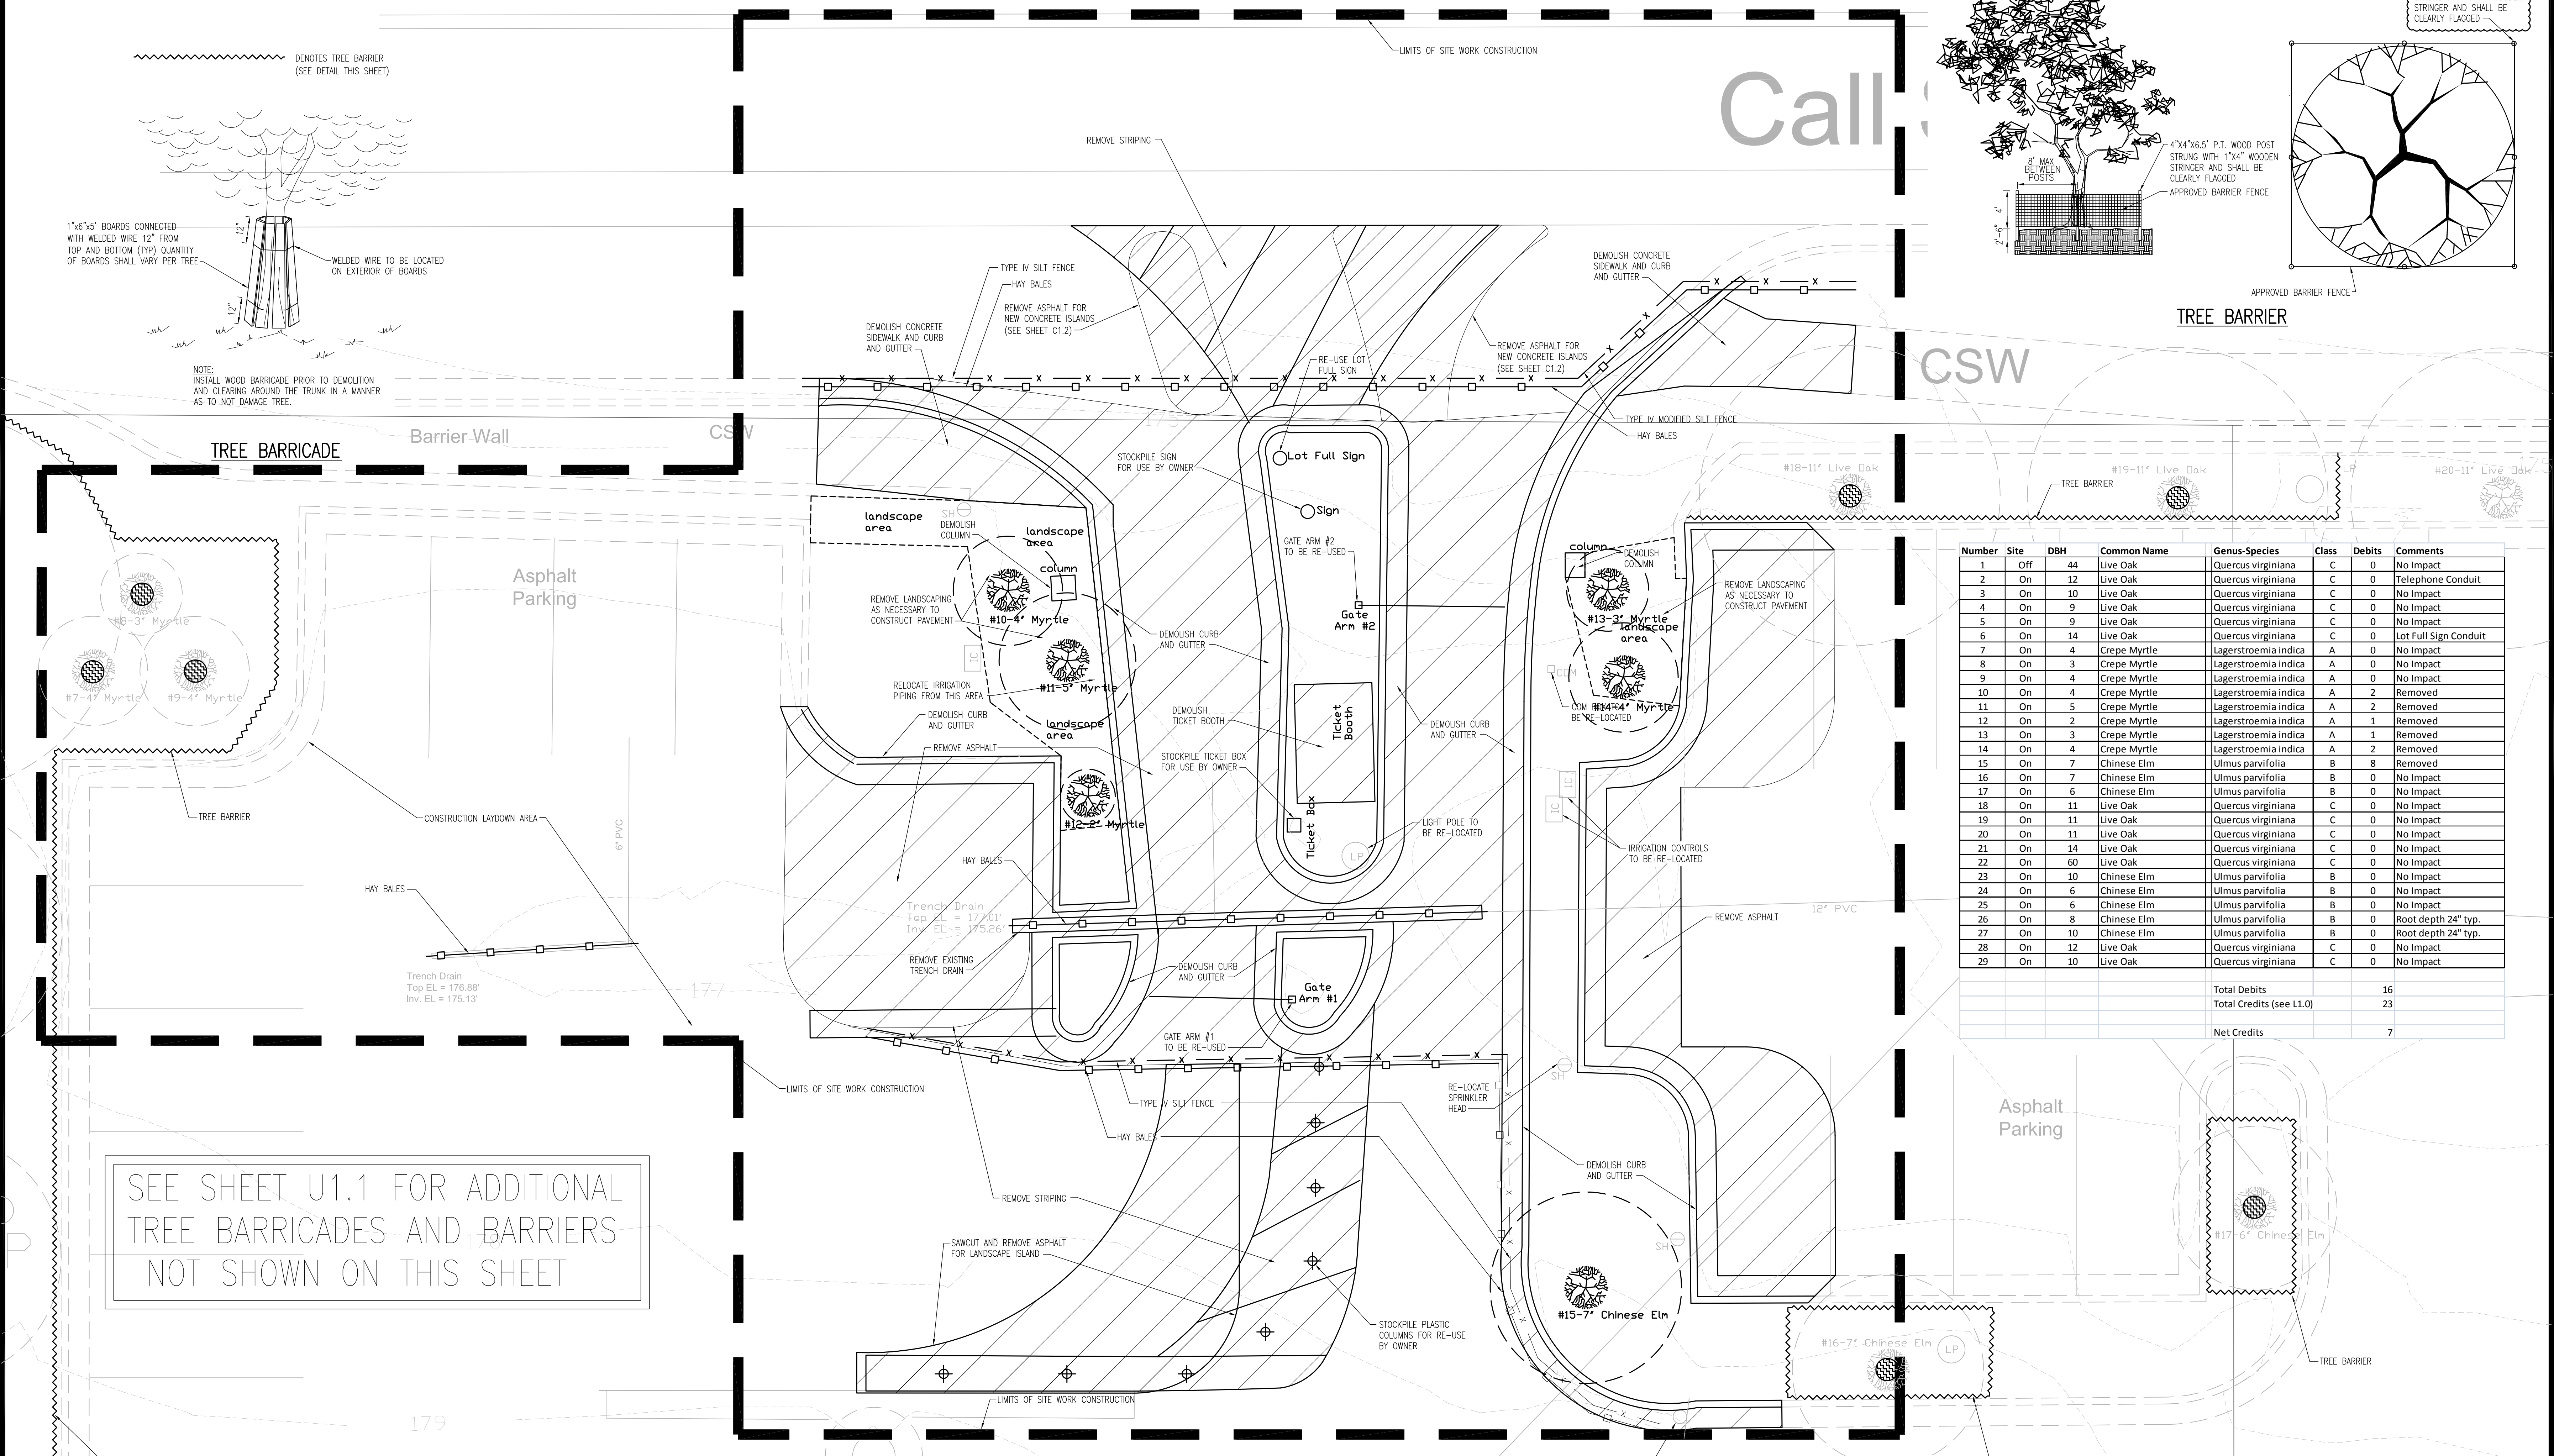 DENOTES TREE BARRIER
(SEE DETAIL THIS SHEET)
1"x6"x5' BOARDS CONNECTED
WITH WELDED WIRE 12" FROM
TOP AND BOTTOM (TYP) QUANTITY
OF BOARDS SHALL VARY PER TREE
12"
12"
WELDED WIRE TO BE LOCATED
ON EXTERIOR OF BOARDS
NOTE:
INSTALL WOOD BARRICADE PRIOR TO DEMOLITION
AND CLEARING AROUND THE TRUNK IN A MANNER
AS TO NOT DAMAGE TREE.
TREE BARRICADE
Barrier Wall
CSW
LIMITS OF SITE WORK CONSTRUCTION
Call
REMOVE STRIPING
STRINGER AND SHALL BE
CLEARLY FLAGGED
8' MAX
BETWEEN
POSTS
4'
2'-6"
4"X4"X6.5' P.T. WOOD POST
STRUNG WITH 1"X4" WOODEN
STRINGER AND SHALL BE
CLEARLY FLAGGED
APPROVED BARRIER FENCE
APPROVED BARRIER FENCE
TREE BARRIER
CSW
TYPE IV SILT FENCE
HAY BALES
REMOVE ASPHALT FOR
NEW CONCRETE ISLANDS
(SEE SHEET C1.2)
DEMOLISH CONCRETE
SIDEWALK AND CURB
AND GUTTER
DEMOLISH CONCRETE
SIDEWALK AND CURB
AND GUTTER
RE-USE LOT
FULL SIGN
REMOVE ASPHALT FOR
NEW CONCRETE ISLANDS
(SEE SHEET C1.2)
TYPE IV MODIFIED SILT FENCE
HAY BALES
175
STOCKPILE SIGN
FOR USE BY OWNER
Lot Full Sign
Sign
GATE ARM #2
TO BE RE-USED
Gate
Arm #2
landscape
area
SH
DEMOLISH
COLUMN
landscape
area
column
REMOVE LANDSCAPING
AS NECESSARY TO
CONSTRUCT PAVEMENT
#10-4" Myrtle
IC
#11-5" Myrtle
RELOCATE IRRIGATION
PIPING FROM THIS AREA
landscape
area
DEMOLISH CURB
AND GUTTER
DEMOLISH CURB
AND GUTTER
REMOVE ASPHALT
DEMOLISH
TICKET BOOTH
Ticket
Booth
STOCKPILE TICKET BOX
FOR USE BY OWNER
Ticket Box
#12-2" Myrtle
DEMOLISH CURB
AND GUTTER
LIGHT POLE TO
BE RE-LOCATED
LP
column
DEMOLISH
COLUMN
REMOVE LANDSCAPING
AS NECESSARY TO
CONSTRUCT PAVEMENT
#13-3" Myrtle
landscape
area
CDM
#14-4" Myrtle
BE RE-LOCATED
IC
IC
IRRIGATION CONTROLS
TO BE RE-LOCATED
#18-11" Live Oak
#19-11" Live Oak
LP
#20-11" Live Oak
175
TREE BARRIER
Asphalt
Parking
#8-3" Myrtle
#7-4" Myrtle
#9-4" Myrtle
TREE BARRIER
CONSTRUCTION LAYDOWN AREA
6" PVC
HAY BALES
Trench Drain
Top EL = 176.88'
Inv. EL = 175.13'
177
HAY BALES
Trench Drain
Top EL = 177.01'
Inv. EL = 175.26'
REMOVE EXISTING
TRENCH DRAIN
DEMOLISH CURB
AND GUTTER
Gate
Arm #1
GATE ARM #1
TO BE RE-USED
12" PVC
REMOVE ASPHALT
Number Site DBH Common Name Genus-Species Class Debits Comments
1 Off 44 Live Oak Quercus virginiana C 0 No Impact
2 On 12 Live Oak Quercus virginiana C 0 Telephone Conduit
3 On 10 Live Oak Quercus virginiana C 0 No Impact
4 On 9 Live Oak Quercus virginiana C 0 No Impact
5 On 9 Live Oak Quercus virginiana C 0 No Impact
6 On 14 Live Oak Quercus virginiana C 0 Lot Full Sign Conduit
7 On 4 Crepe Myrtle Lagerstroemia indica A 0 No Impact
8 On 3 Crepe Myrtle Lagerstroemia indica A 0 No Impact
9 On 4 Crepe Myrtle Lagerstroemia indica A 0 No Impact
10 On 4 Crepe Myrtle Lagerstroemia indica A 2 Removed
11 On 5 Crepe Myrtle Lagerstroemia indica A 2 Removed
12 On 2 Crepe Myrtle Lagerstroemia indica A 1 Removed
13 On 3 Crepe Myrtle Lagerstroemia indica A 1 Removed
14 On 4 Crepe Myrtle Lagerstroemia indica A 2 Removed
15 On 7 Chinese Elm Ulmus parvifolia B 8 Removed
16 On 7 Chinese Elm Ulmus parvifolia B 0 No Impact
17 On 6 Chinese Elm Ulmus parvifolia B 0 No Impact
18 On 11 Live Oak Quercus virginiana C 0 No Impact
19 On 11 Live Oak Quercus virginiana C 0 No Impact
20 On 11 Live Oak Quercus virginiana C 0 No Impact
21 On 14 Live Oak Quercus virginiana C 0 No Impact
22 On 60 Live Oak Quercus virginiana C 0 No Impact
23 On 10 Chinese Elm Ulmus parvifolia B 0 No Impact
24 On 6 Chinese Elm Ulmus parvifolia B 0 No Impact
25 On 6 Chinese Elm Ulmus parvifolia B 0 No Impact
26 On 8 Chinese Elm Ulmus parvifolia B 0 Root depth 24" typ.
27 On 10 Chinese Elm Ulmus parvifolia B 0 Root depth 24" typ.
28 On 12 Live Oak Quercus virginiana C 0 No Impact
29 On 10 Live Oak Quercus virginiana C 0 No Impact
Total Debits 16
Total Credits (see L1.0) 23
Net Credits 7
LIMITS OF SITE WORK CONSTRUCTION
TYPE IV SILT FENCE
HAY BALES
RE-LOCATE
SPRINKLER
HEAD
SH
DEMOLISH CURB
AND GUTTER
REMOVE STRIPING
SAWCUT AND REMOVE ASPHALT
FOR LANDSCAPE ISLAND
STOCKPILE PLASTIC
COLUMNS FOR RE-USE
BY OWNER
SH
#15-7" Chinese Elm
LIMITS OF SITE WORK CONSTRUCTION
Asphalt
Parking
#17-6" Chinese Elm
#16-7" Chinese Elm
LP
TREE BARRIER
SEE SHEET U1.1 FOR ADDITIONAL
TREE BARRICADES AND BARRIERS
NOT SHOWN ON THIS SHEET
179